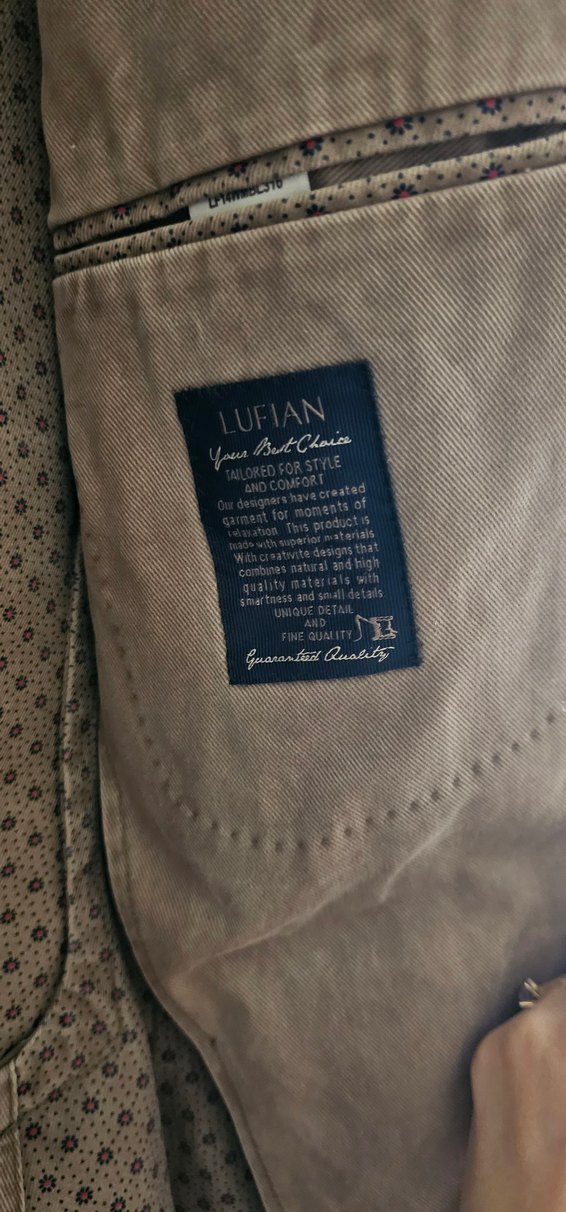 LUFIAN
Your Best Choice
TAILORED FOR STYLE
AND COMFORT
Our designers have created
garment for moments of
relaxation This product is
made with superior materials
With creativite designs that
combines natural and high
quality materials with
smartness and small details
UNIQUE DETAIL
AND
FINE QUALITY
Guaranteed Quality